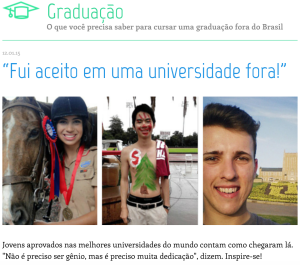 Graduação
O que você precisa saber para cursar uma graduação fora do Brasil
12.02.15
"Fui aceito em uma universidade fora!"
S
Jovens aprovados nas melhores universidades do mundo contam como chegaram lá.
"Não é preciso ser gênio, mas é preciso muita dedicação", dizem. Inspire-se!